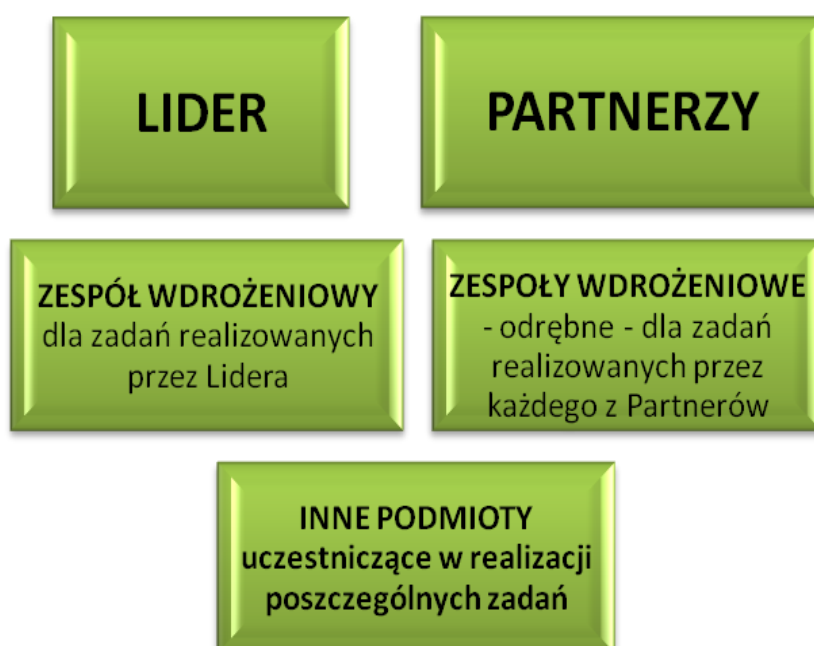 LIDER
PARTNERZY
ZESPÓŁ WDROŻENIOWY
dla zadań realizowanych
przez Lidera
ZESPOŁY WDROŻENIOWE
- odrębne - dla zadań
realizowanych przez
każdego z Partnerów
INNE PODMIOTY
uczestniczące w realizacji
poszczególnych zadań